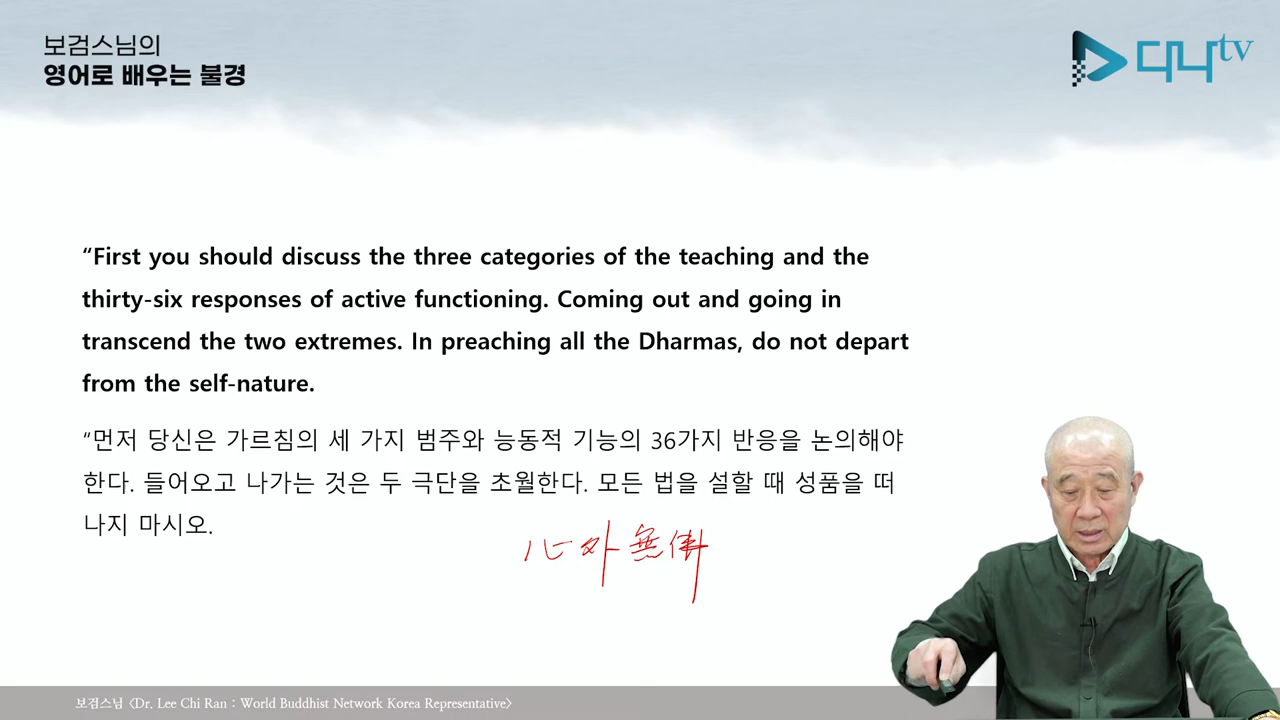 보검스님의
영어로 배우는 불경
디나tv
“First you should discuss the three categories of the teaching and the
thirty-six responses of active functioning. Coming out and going in
transcend the two extremes. In preaching all the Dharmas, do not depart
from the self-nature.
“먼저 당신은 가르침의 세 가지 범주와 능동적 기능의 36가지 반응을 논의해야
한다. 들어오고 나가는 것은 두 극단을 초월한다. 모든 법을 설할 때 성품을 떠
나지 마시오.
心外無佛
보검스님 <Dr. Lee Chi Ran : World Buddhist Network Korea Representative>